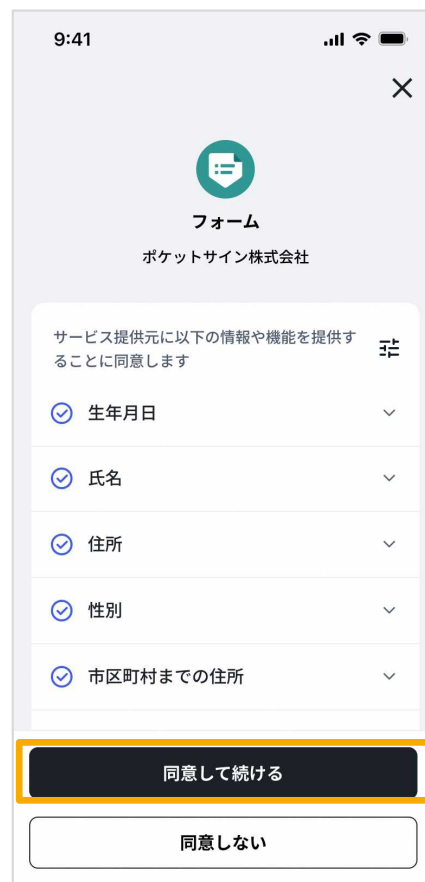 9:41
フォーム
ポケットサイン株式会社
サービス提供元に以下の情報や機能を提供す
ることに同意します
生年月日
氏名
住所
性別
市区町村までの住所
同意して続ける
同意しない